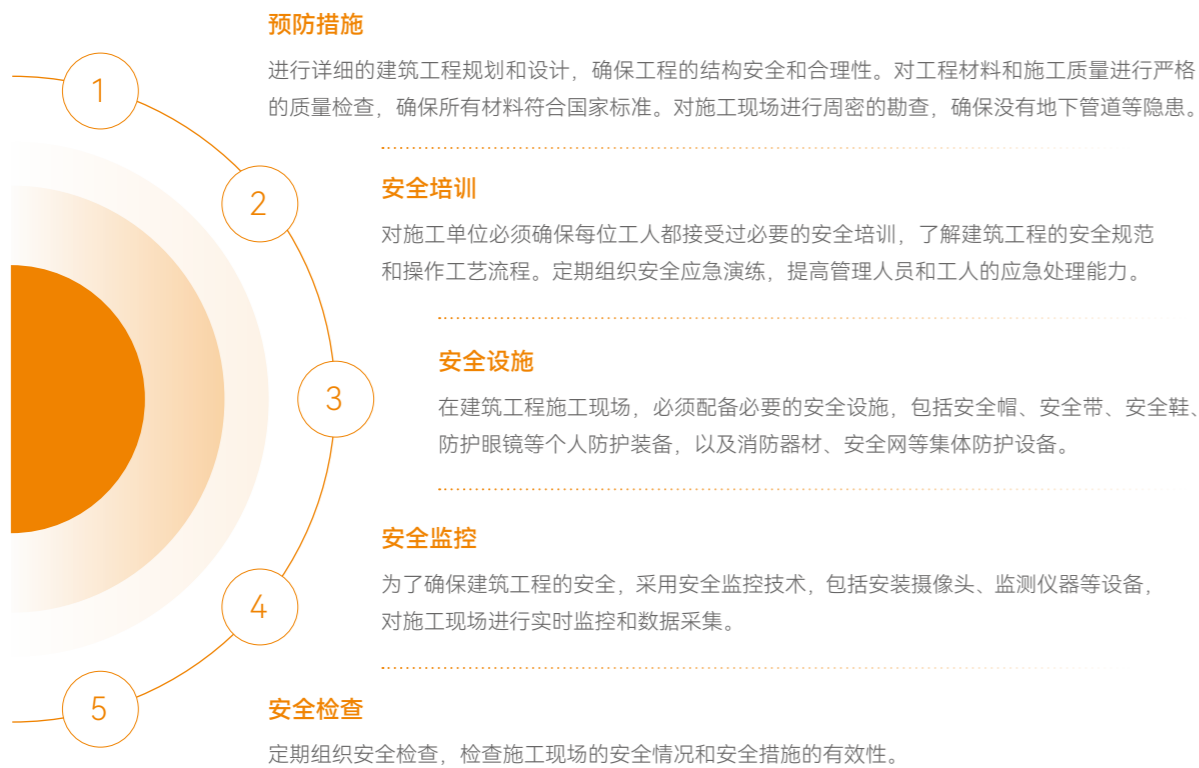 预防措施
1
进行详细的建筑工程规划和设计，确保工程的结构安全和合理性。对工程材料和施工质量进行严格
的质量检查，确保所有材料符合国家标准。对施工现场进行周密的勘查，确保没有地下管道等隐患。
安全培训
2
对施工单位必须确保每位工人都接受过必要的安全培训，了解建筑工程的安全规范
和操作工艺流程。定期组织安全应急演练，提高管理人员和工人的应急处理能力。
安全设施
3
在建筑工程施工现场，必须配备必要的安全设施，包括安全帽、安全带、安全鞋、
防护眼镜等个人防护装备，以及消防器材、安全网等集体防护设备。
安全监控
4
为了确保建筑工程的安全，采用安全监控技术，包括安装摄像头、监测仪器等设备，
对施工现场进行实时监控和数据采集。
安全检查
5
定期组织安全检查，检查施工现场的安全情况和安全措施的有效性。